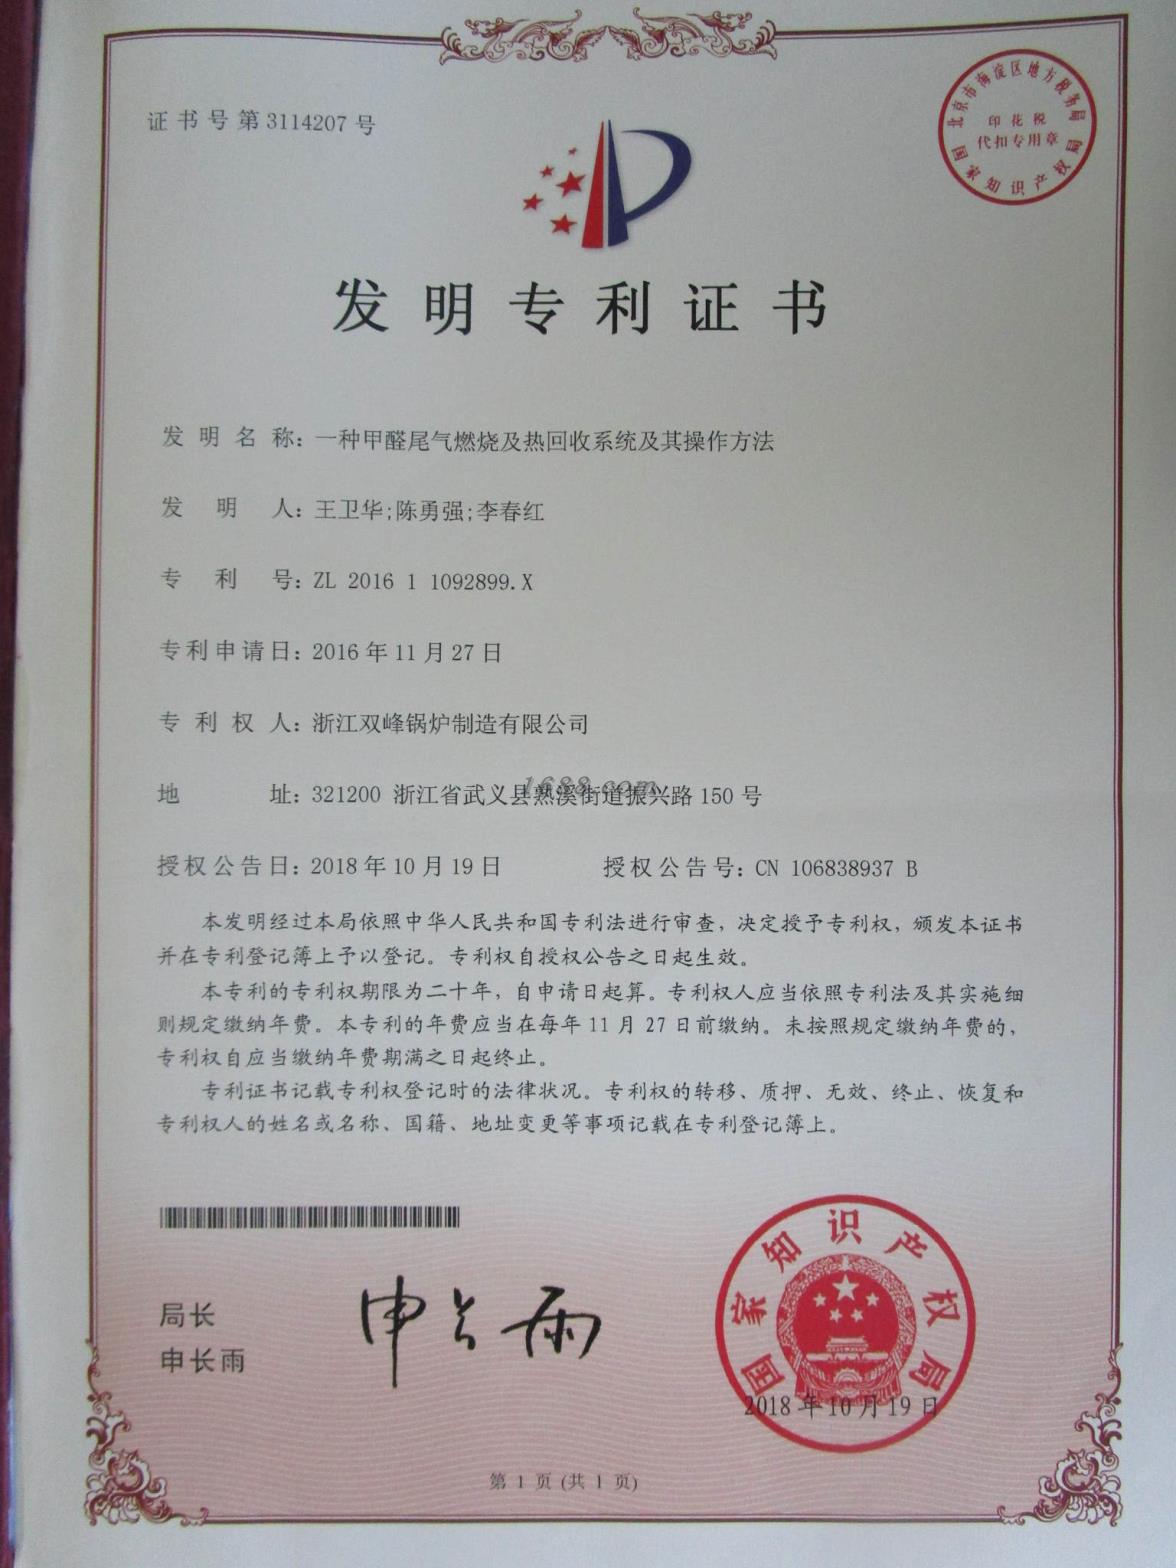 证书号第3114207号
北京市海淀区地方税务局
印花税
代扣专用章
国家知识产权局
发明专利证书
发明名称：一种甲醛尾气燃烧及热回收系统及其操作方法
发明人：王卫华;陈勇强;李春红
专利号：ZL 2016 1 1092899.X
专利申请日：2016年11月27日
专利权人：浙江双峰锅炉制造有限公司
1688.com
地址：321200 浙江省武义县熟溪街道振兴路150号
授权公告日：2018年10月19日 授权公告号：CN 106838937 B
本发明经过本局依照中华人民共和国专利法进行审查，决定授予专利权，颁发本证书
并在专利登记簿上予以登记。专利权自授权公告之日起生效。
本专利的专利权期限为二十年，自申请日起算。专利权人应当依照专利法及其实施细
则规定缴纳年费。本专利的年费应当在每年11月27日前缴纳。未按照规定缴纳年费的，
专利权自应当缴纳年费期满之日起终止。
专利证书记载专利权登记时的法律状况。专利权的转移、质押、无效、终止、恢复和
专利权人的姓名或名称、国籍、地址变更等事项记载在专利登记簿上。
局长
申长雨
申长雨
国家知识产权局
2018年10月19日
第1页(共1页)